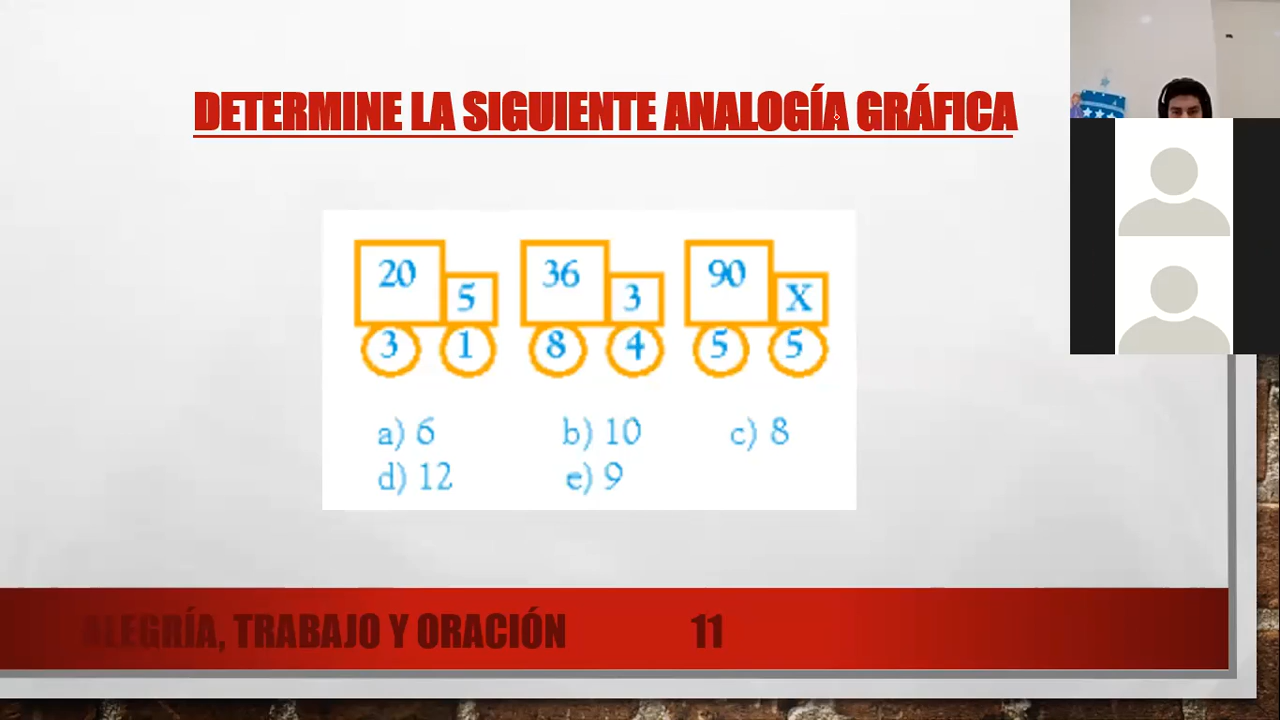 DETERMINE LA SIGUIENTE ANALOGÍA GRÁFICA
20 5 36 3 90 X
3 1 8 4 5 5
a) 6 b) 10 c) 8
d) 12 e) 9
ALEGRÍA, TRABAJO Y ORACIÓN 11